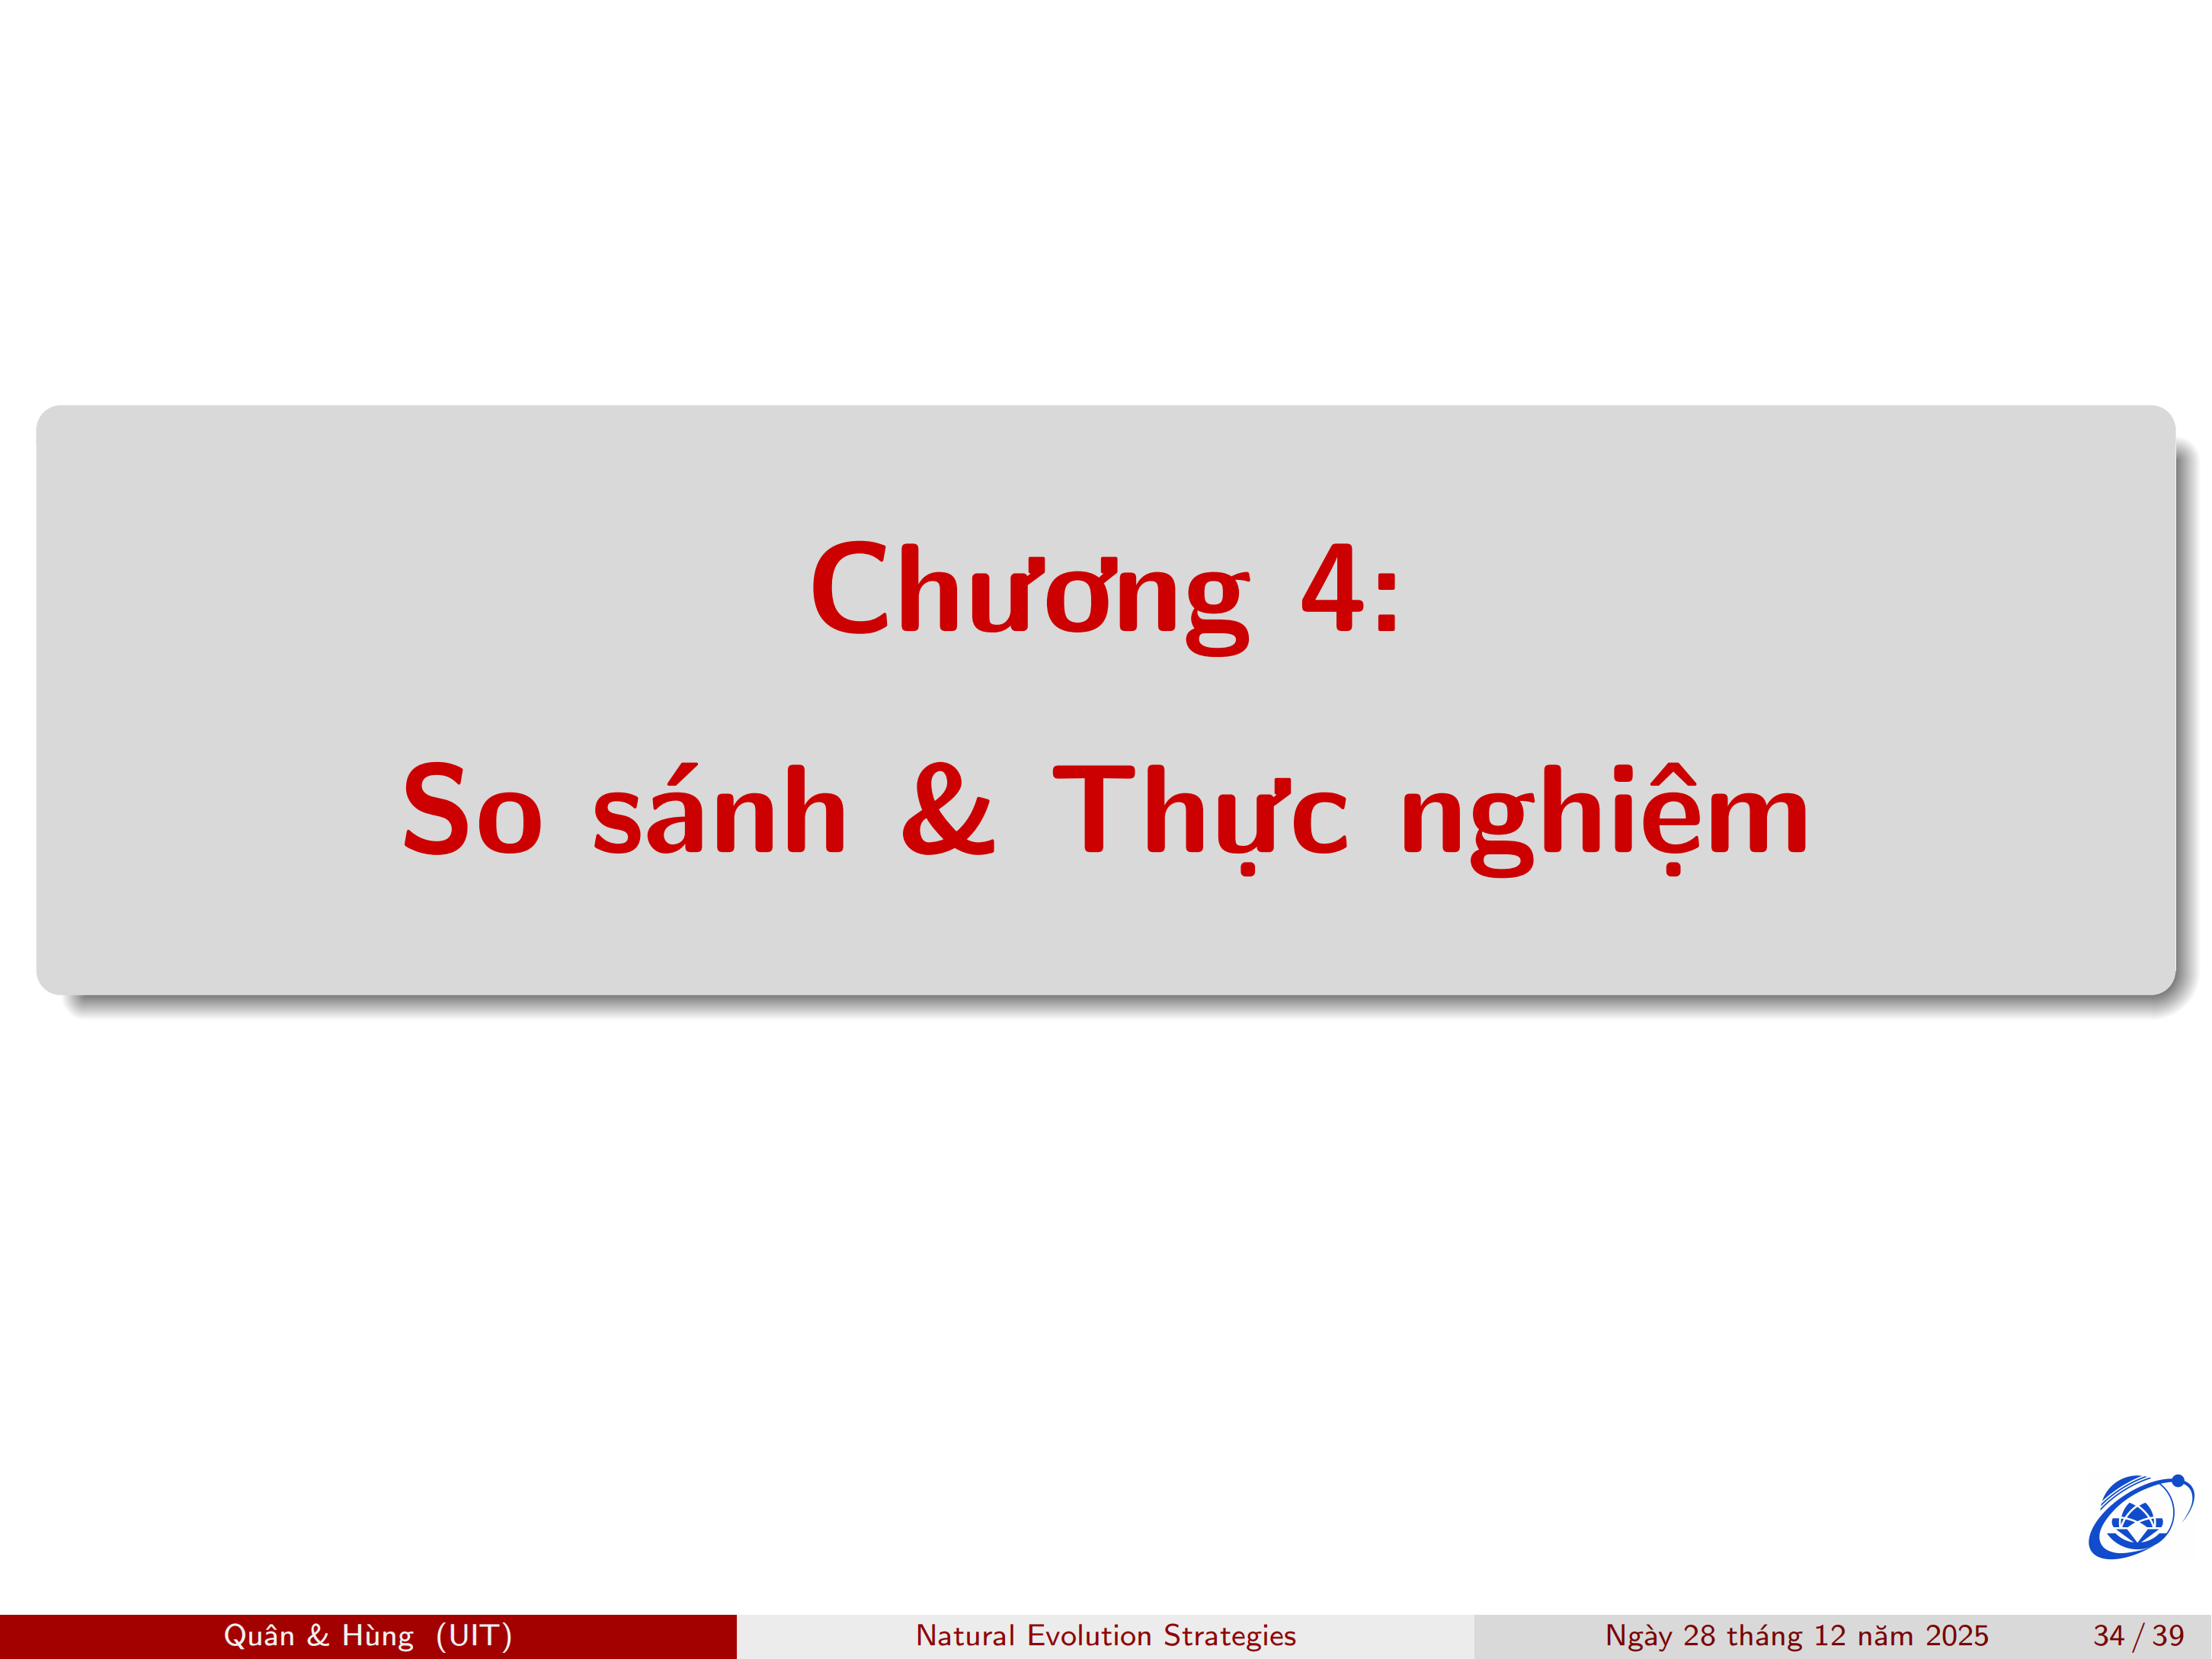 Chương 4:
So sánh & Thực nghiệm
Quân & Hùng (UIT)
Natural Evolution Strategies
Ngày 28 tháng 12 năm 2025
34 / 39